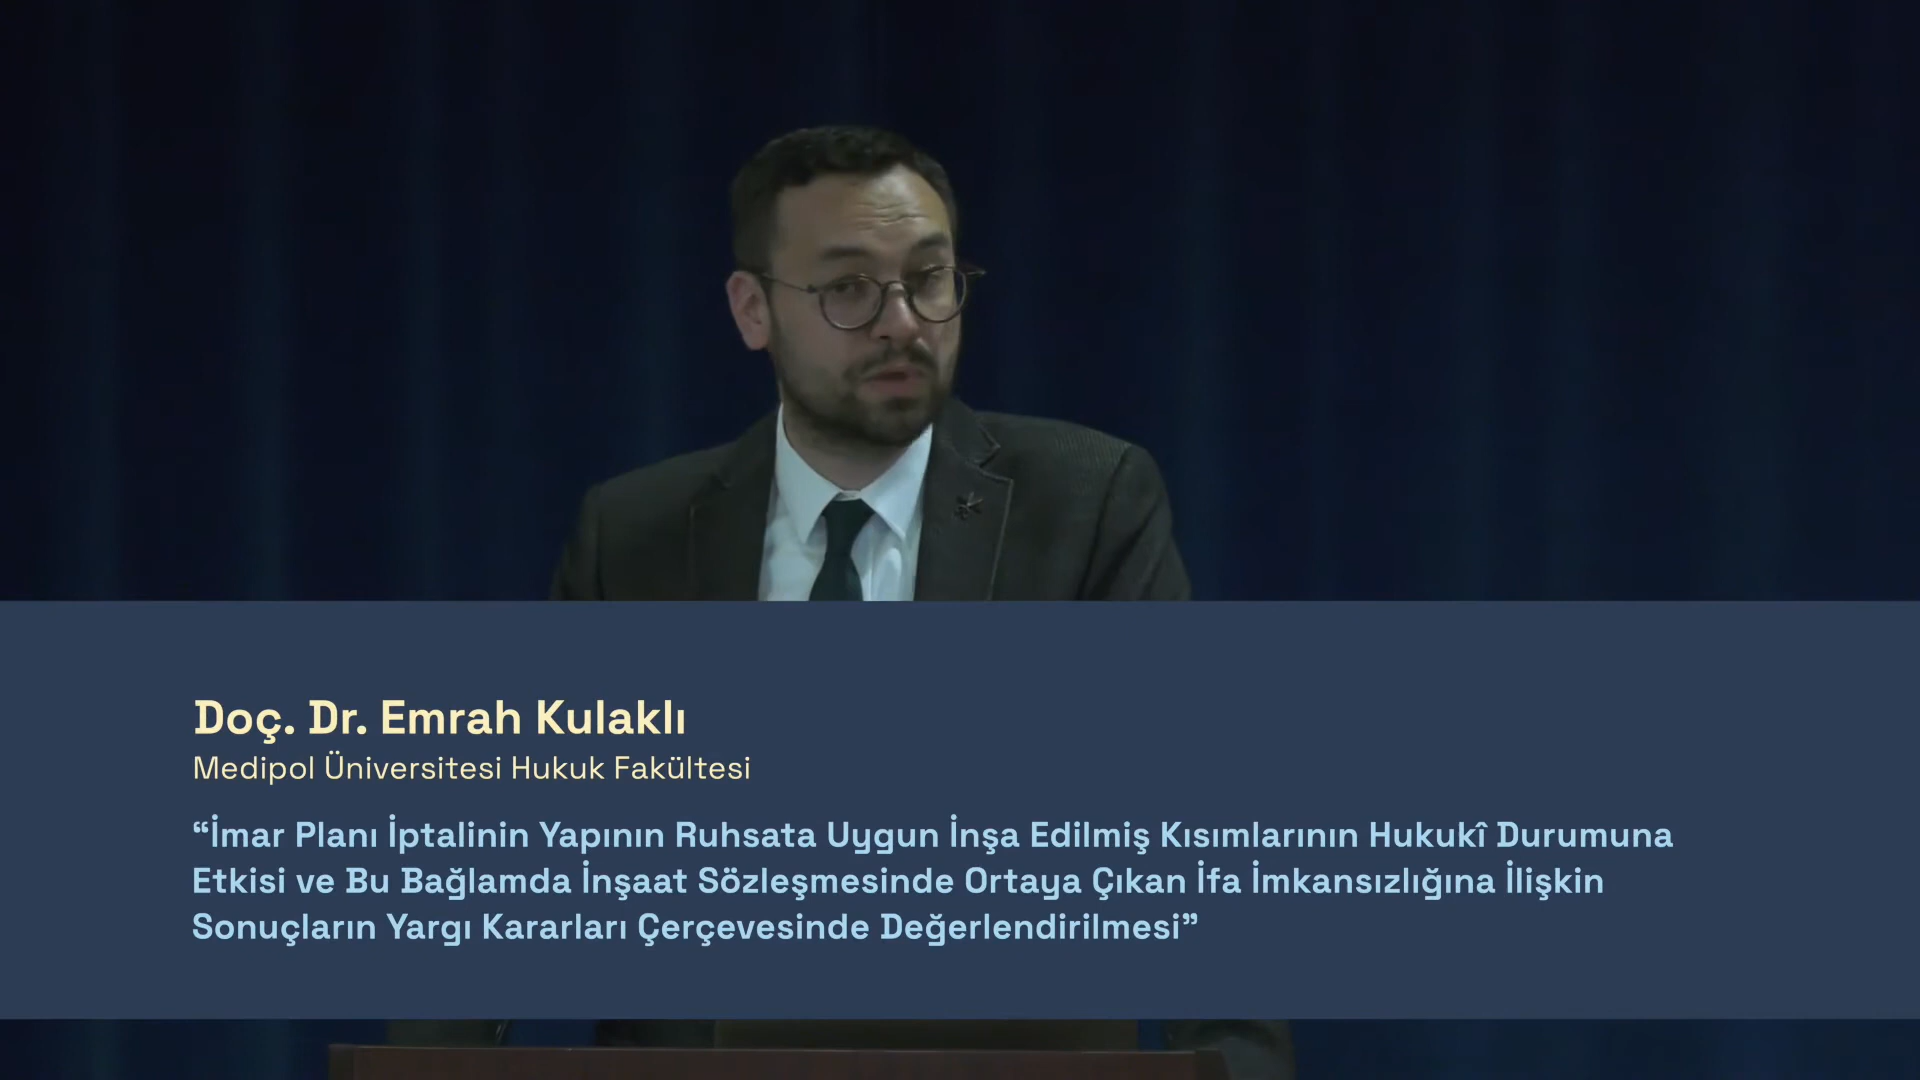 Doç. Dr. Emrah Kulaklı
Medipol Üniversitesi Hukuk Fakültesi
“İmar Planı İptalinin Yapının Ruhsata Uygun İnşa Edilmiş Kısımlarının Hukukî Durumuna
Etkisi ve Bu Bağlamda İnşaat Sözleşmesinde Ortaya Çıkan İfa İmkansızlığına İlişkin
Sonuçların Yargı Kararları Çerçevesinde Değerlendirilmesi”